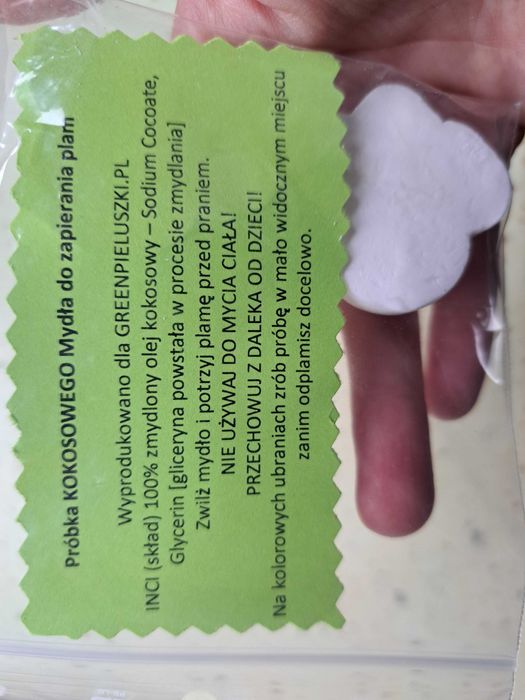 Próbka KOKOSOWEGO Mydła do zapierania plam
Wyprodukowano dla GREENPIELUSZKI.PL
INCI (skład) 100% zmydlony olej kokosowy – Sodium Cocoate,
Glycerin [gliceryna powstała w procesie zmydlania]
Zwilż mydło i potrzyj plamę przed praniem.
NIE UŻYWAJ DO MYCIA CIAŁA!
PRZECHOWUJ Z DALEKA OD DZIECI!
Na kolorowych ubraniach zrób próbę w mało widocznym miejscu
zanim odplamisz docelowo.